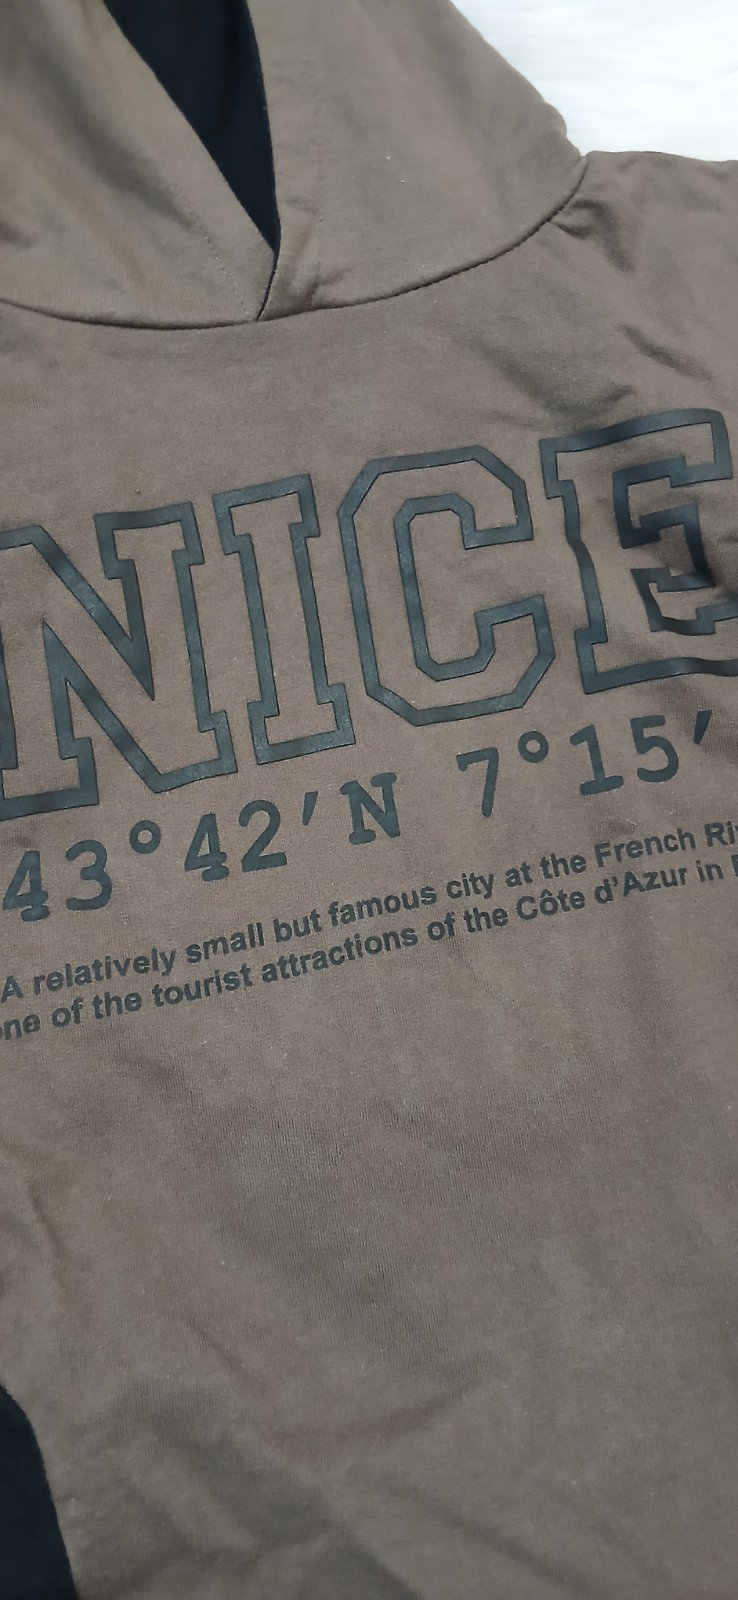 NICE
43°42'N 7°15'
A relatively small but famous city at the French
one of the tourist attractions of the Côte d'Azur in